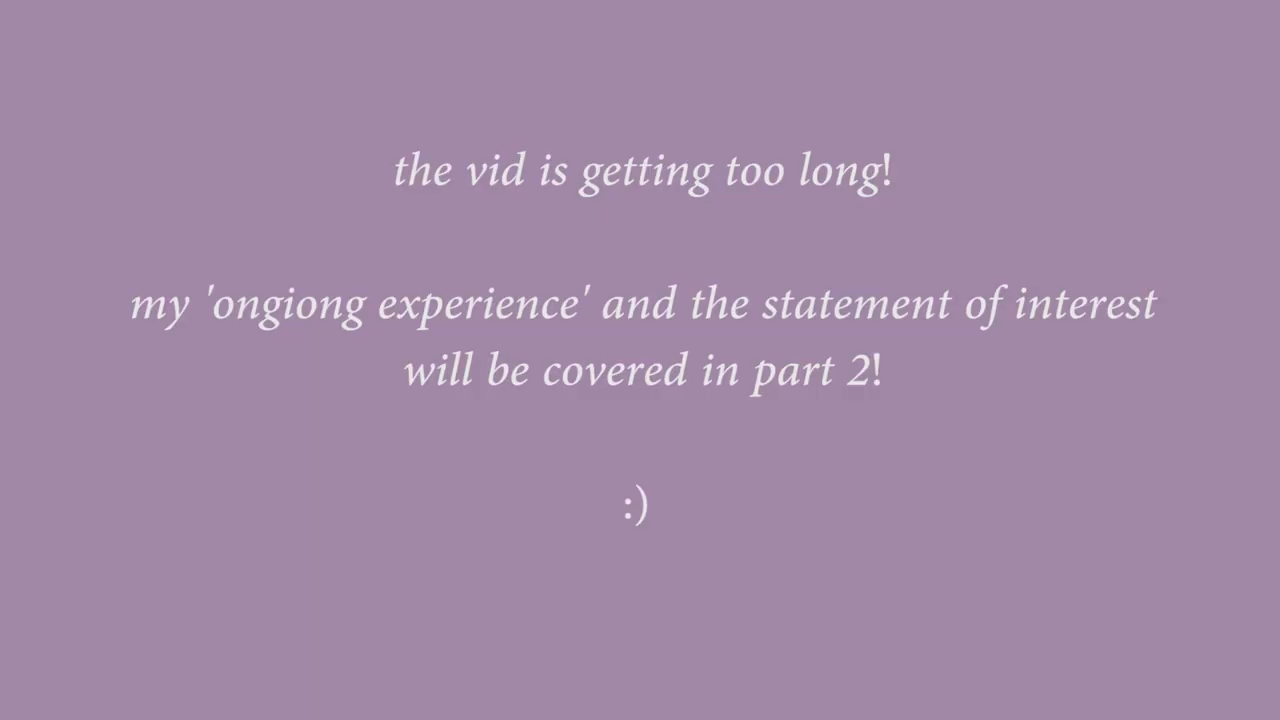 the vid is getting too long!
my 'ongiong experience' and the statement of interest
will be covered in part 2!
:)